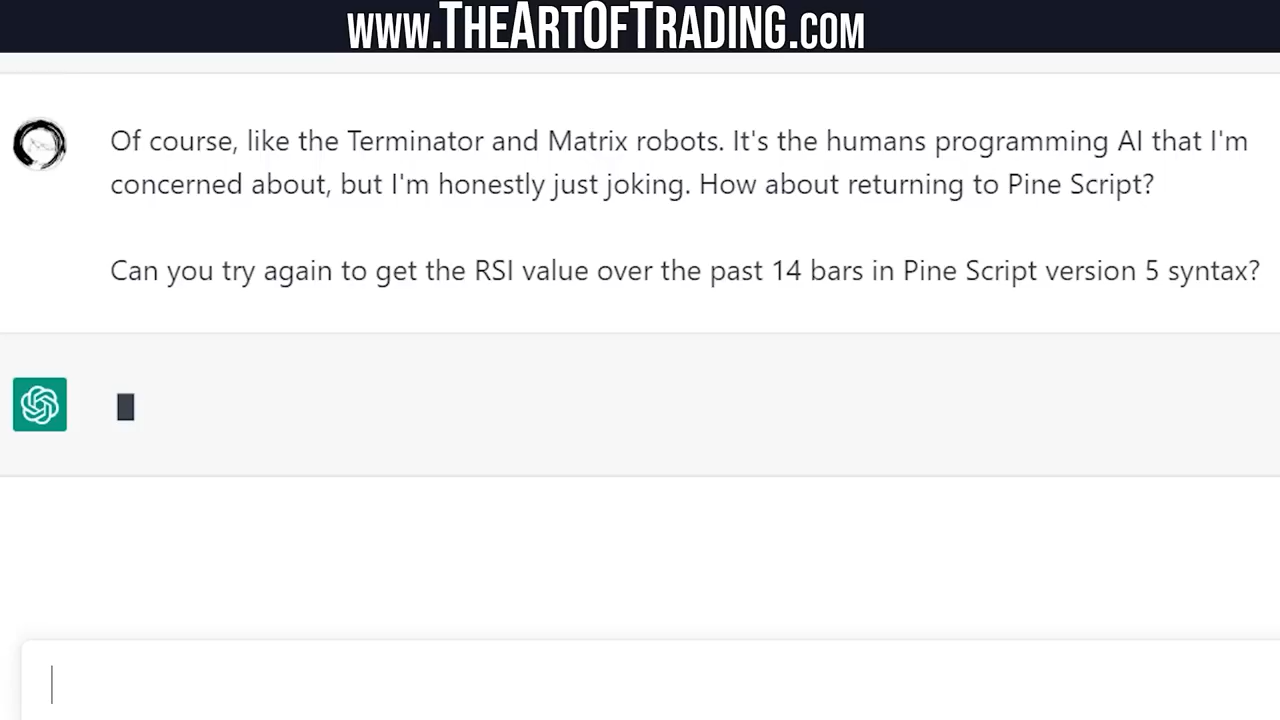 www.TheArtOfTrading.com
Of course, like the Terminator and Matrix robots. It's the humans programming AI that I'm
concerned about, but I'm honestly just joking. How about returning to Pine Script?
Can you try again to get the RSI value over the past 14 bars in Pine Script version 5 syntax?